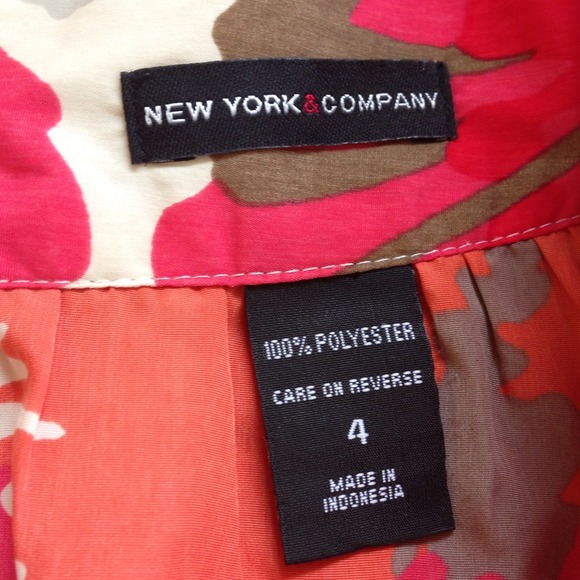 NEW YORK&COMPANY
100% POLYESTER
CARE ON REVERSE
4
MADE IN
INDONESIA